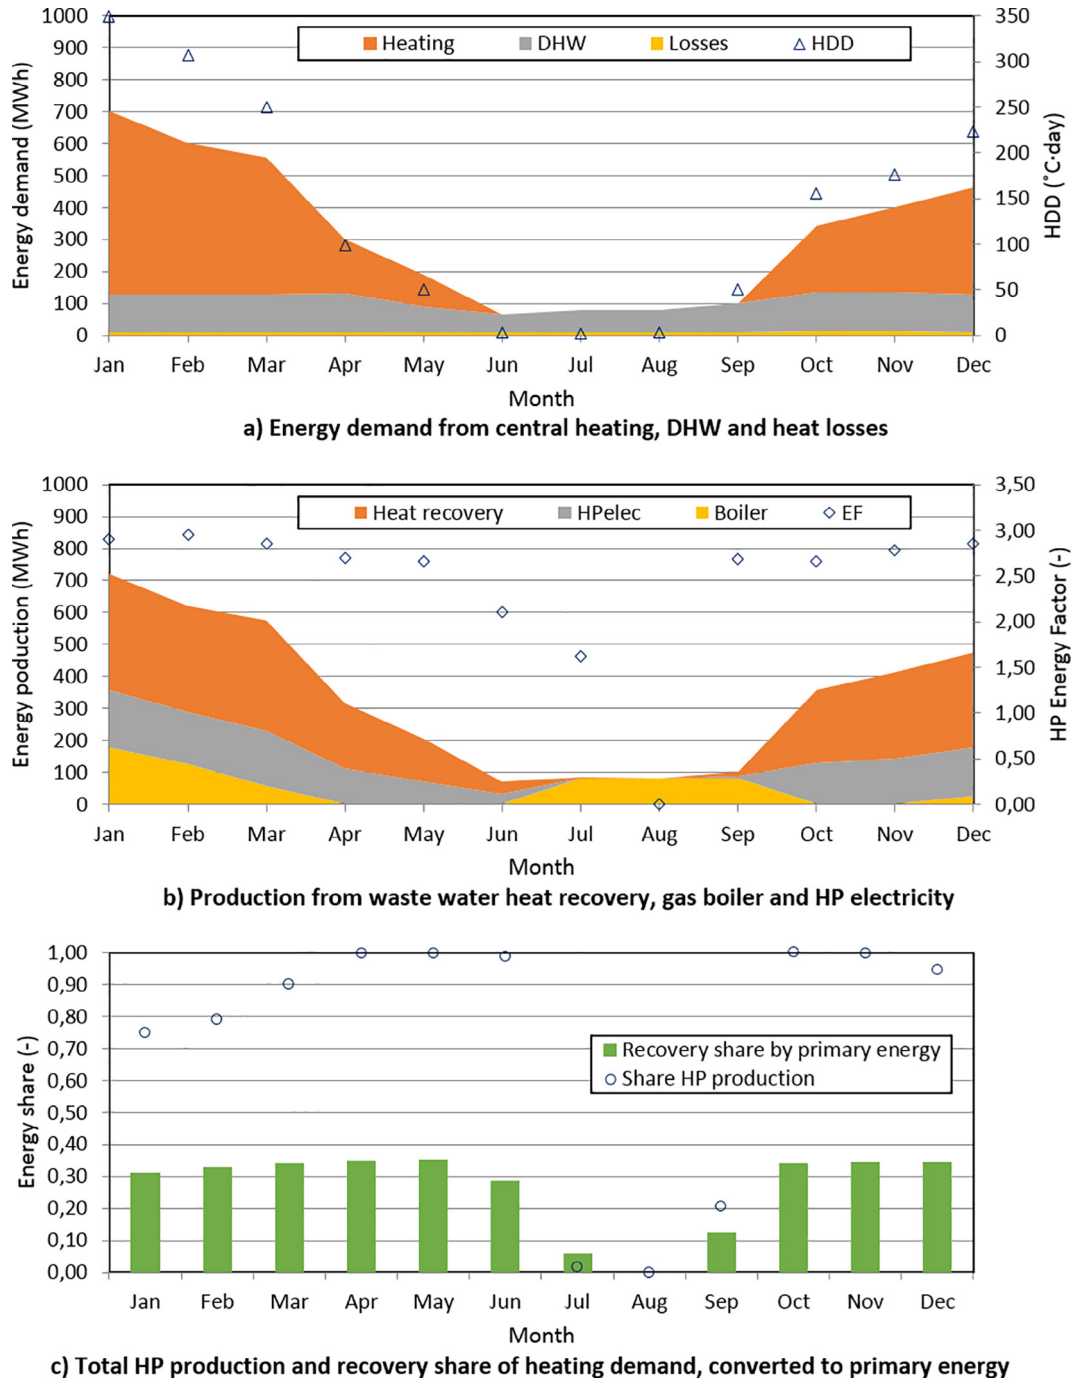 1000
900
800
700
600
500
400
300
200
100
0
Energy demand (MWh)
Heating DHW Losses HDD
350
300
250
200
150
100
50
0
HDD (˚C·day)
Jan Feb Mar Apr May Jun Jul Aug Sep Oct Nov Dec
Month
a) Energy demand from central heating, DHW and heat losses
1000
900
800
700
600
500
400
300
200
100
0
Energy poduction (MWh)
Heat recovery HPelec Boiler EF
3,50
3,00
2,50
2,00
1,50
1,00
0,50
0,00
HP Energy Factor (-)
Jan Feb Mar Apr May Jun Jul Aug Sep Oct Nov Dec
Month
b) Production from waste water heat recovery, gas boiler and HP electricity
1,00
0,90
0,80
0,70
0,60
0,50
0,40
0,30
0,20
0,10
0,00
Energy share (-)
Recovery share by primary energy
Share HP production
Jan Feb Mar Apr May Jun Jul Aug Sep Oct Nov Dec
Month
c) Total HP production and recovery share of heating demand, converted to primary energy